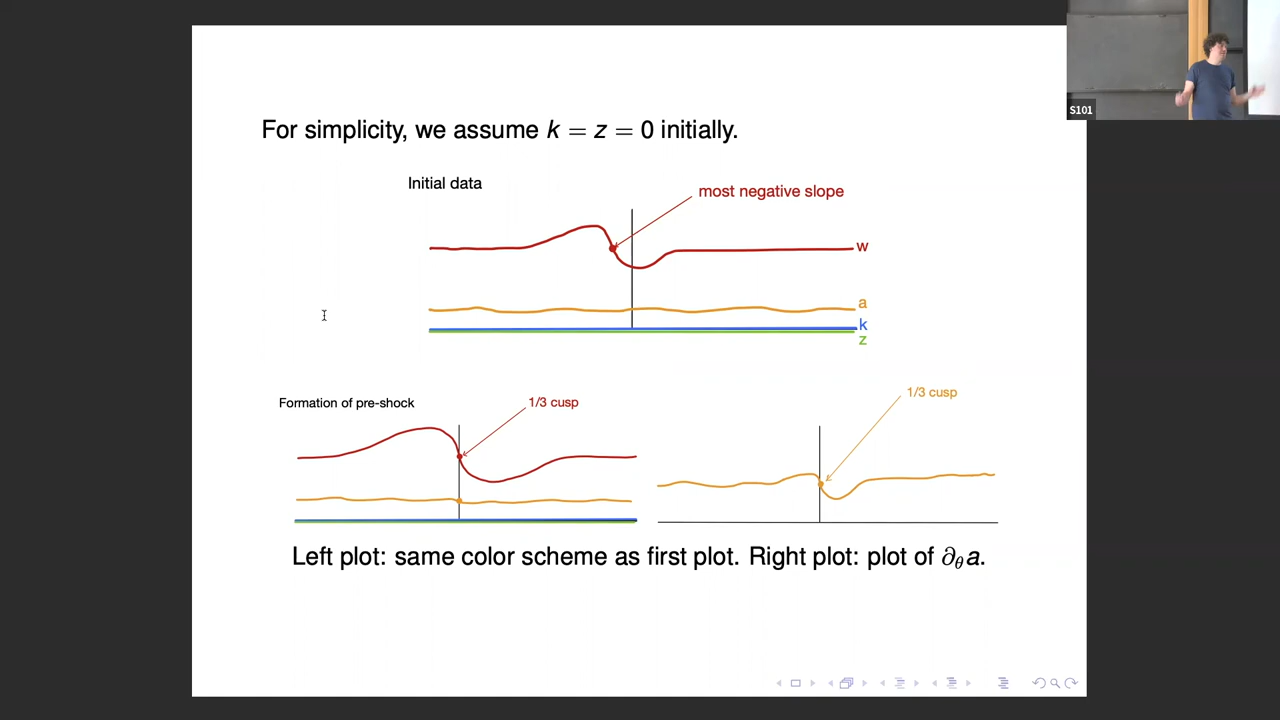 S101
For simplicity, we assume k = z = 0 initially.
Initial data
most negative slope
w
a
k
z
Formation of pre-shock
1/3 cusp
1/3 cusp
Left plot: same color scheme as first plot. Right plot: plot of ∂θa.